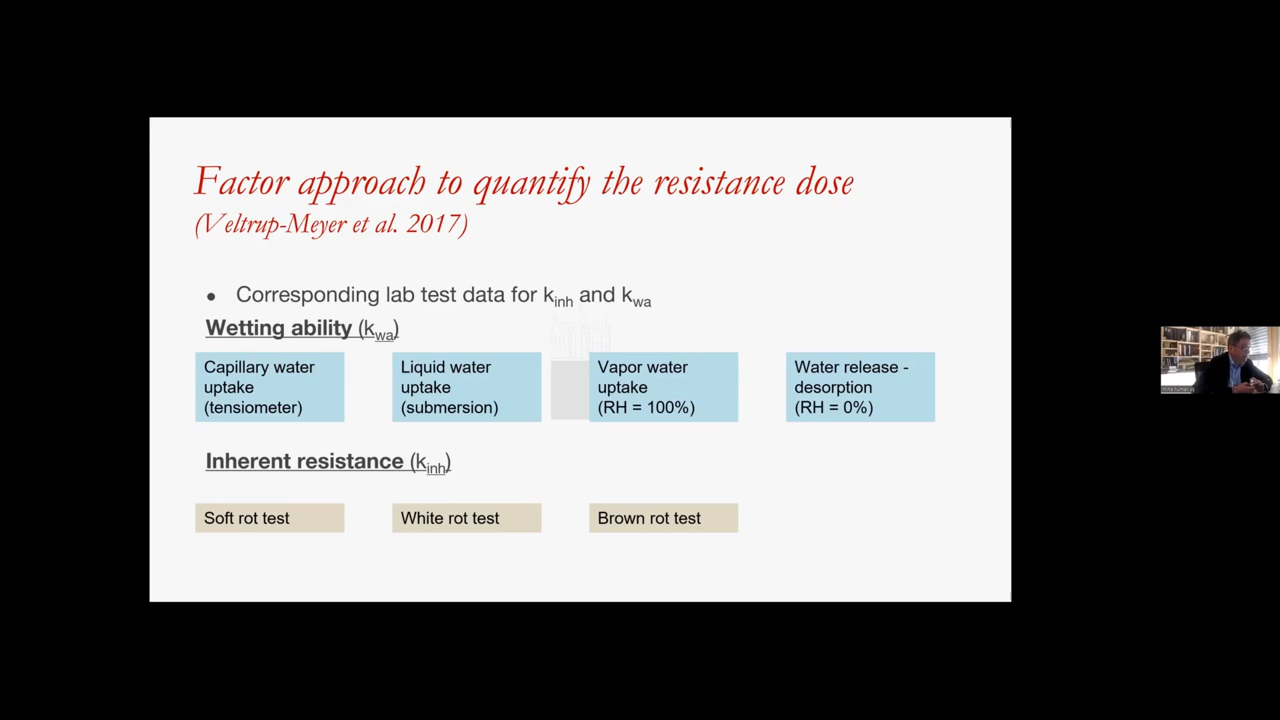 Factor approach to quantify the resistance dose
(Veltrup-Meyer et al. 2017)
● Corresponding lab test data for kinh and kwa
Wetting ability (kwa)
Capillary water
uptake
(tensiometer)
Liquid water
uptake
(submersion)
Vapor water
uptake
(RH = 100%)
Water release -
desorption
(RH = 0%)
Inherent resistance (kinh)
Soft rot test
White rot test
Brown rot test